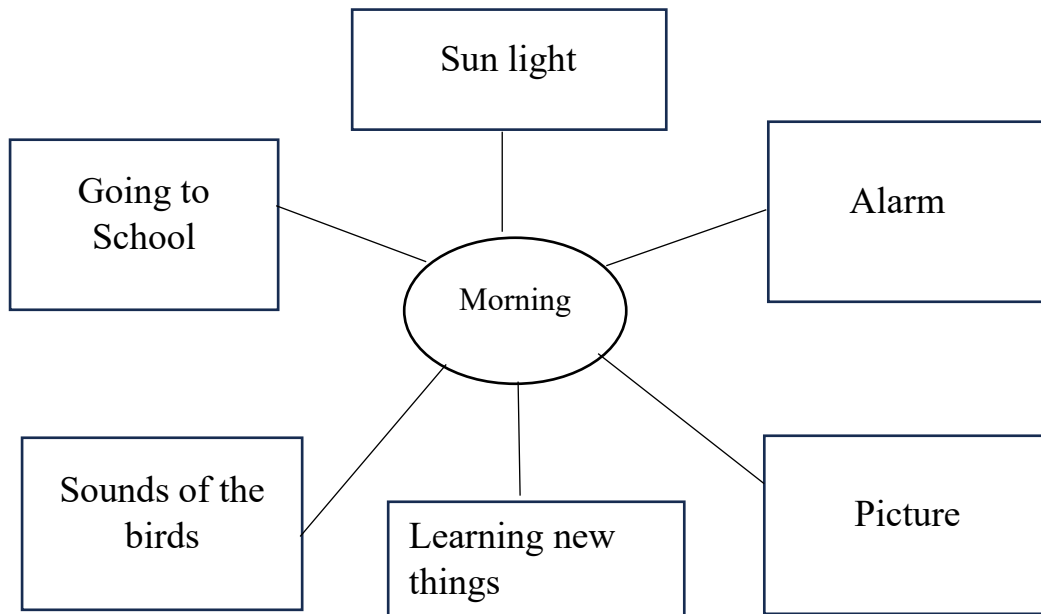 Sun light
Going to
School
Alarm
Morning
Sounds of the
birds
Learning new
things
Picture